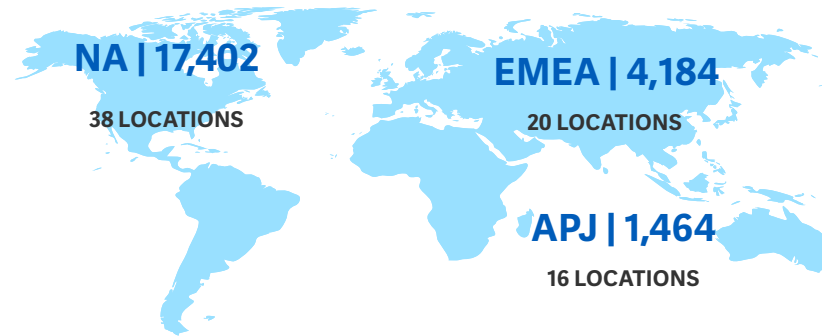 NA | 17,402
38 LOCATIONS
EMEA | 4,184
20 LOCATIONS
APJ | 1,464
16 LOCATIONS